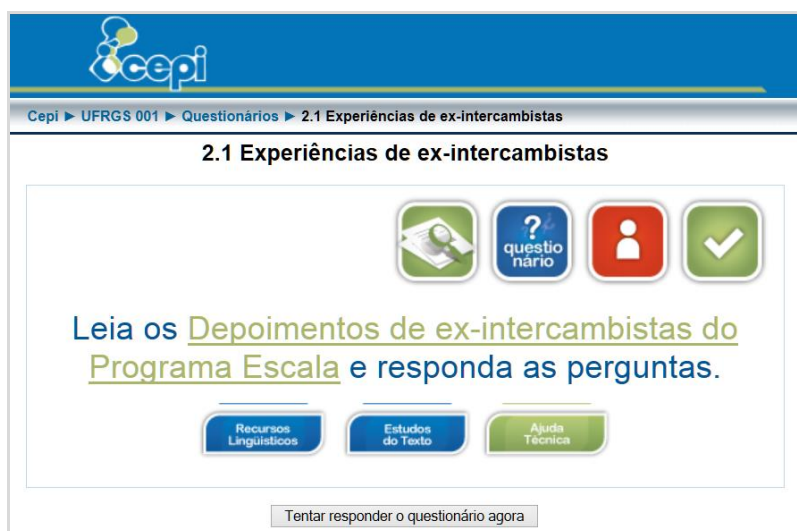 cepi
Cepi ► UFRGS 001 ► Questionários ► 2.1 Experiências de ex-intercambistas
2.1 Experiências de ex-intercambistas
?
questio
nário
Leia os Depoimentos de ex-intercambistas do
Programa Escala e responda as perguntas.
Recursos
Lingüisticos
Estudos
do Texto
Ajuda
Técnica
Tentar responder o questionário agora